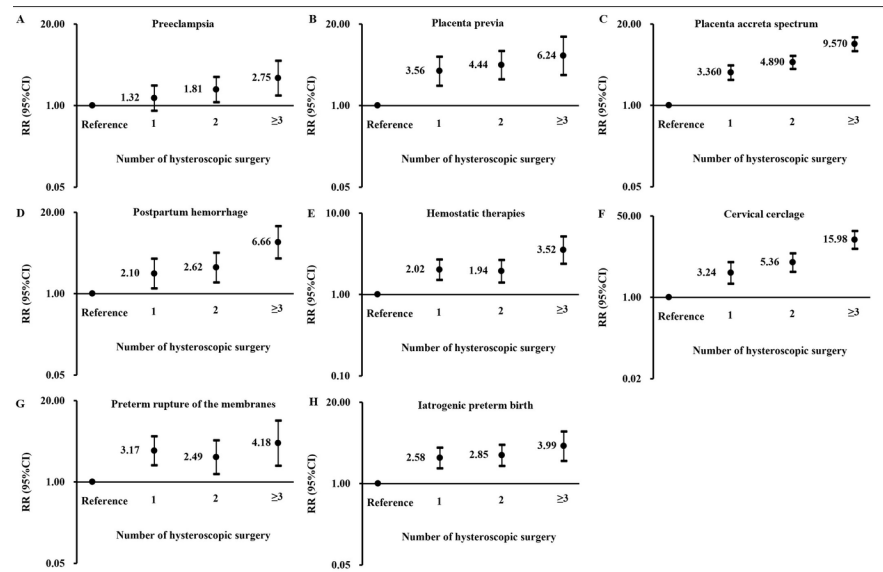 A
Preeclampsia
20.00
1.32
1.81
2.75
1.00
Reference
1
2
≥3
Number of hysteroscopic surgery
0.05
RR (95%CI)
B
Placenta previa
20.00
3.56
4.44
6.24
1.00
Reference
1
2
≥3
Number of hysteroscopic surgery
0.05
RR (95%CI)
C
Placenta accreta spectrum
20.00
3.360
4.890
9.570
1.00
Reference
1
2
≥3
Number of hysteroscopic surgery
0.05
RR (95%CI)
D
Postpartum hemorrhage
20.00
2.10
2.62
6.66
1.00
Reference
1
2
≥3
Number of hysteroscopic surgery
0.05
RR (95%CI)
E
Hemostatic therapies
10.00
2.02
1.94
3.52
1.00
Reference
1
2
≥3
Number of hysteroscopic surgery
0.10
RR (95%CI)
F
Cervical cerclage
50.00
3.24
5.36
15.98
1.00
Reference
1
2
≥3
Number of hysteroscopic surgery
0.02
RR (95%CI)
G
Preterm rupture of the membranes
20.00
3.17
2.49
4.18
1.00
Reference
1
2
≥3
Number of hysteroscopic surgery
0.05
RR (95%CI)
H
Iatrogenic preterm birth
20.00
2.58
2.85
3.99
1.00
Reference
1
2
≥3
Number of hysteroscopic surgery
0.05
RR (95%CI)